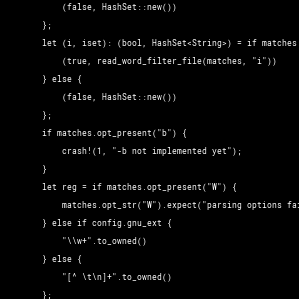 (false, HashSet::new())
};
let (i, iset): (bool, HashSet<String>) = if matches
(true, read_word_filter_file(matches, "i"))
} else {
(false, HashSet::new())
};
if matches.opt_present("b") {
crash!(1, "-b not implemented yet");
}
let reg = if matches.opt_present("W") {
matches.opt_str("W").expect("parsing options fai
} else if config.gnu_ext {
"\\w+".to_owned()
} else {
"[^ \t\n]+".to_owned()
};